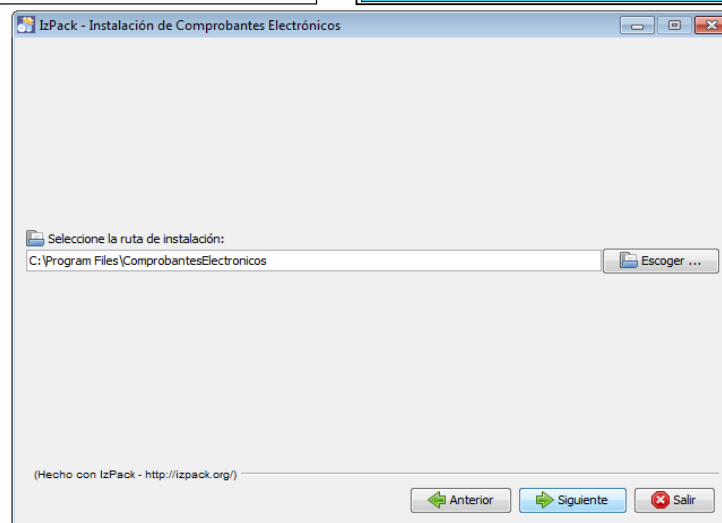 IzPack - Instalación de Comprobantes Electrónicos
Seleccione la ruta de instalación:
C:\Program Files\ComprobantesElectronicos
Escoger ...
(Hecho con IzPack - http://izpack.org/)
Anterior
Siguiente
Salir